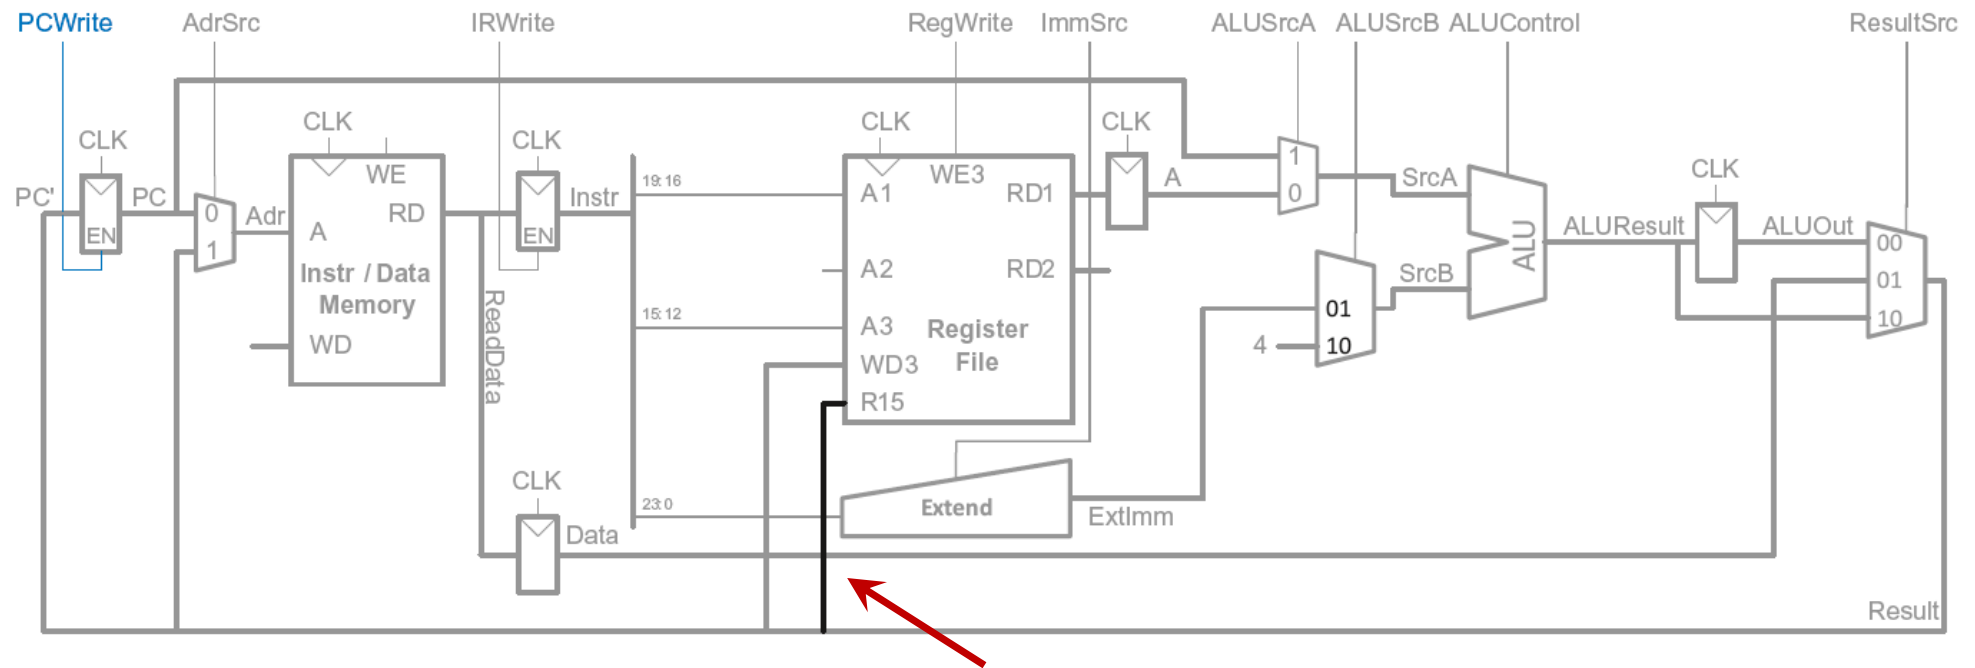 PCWrite AdrSrc IRWrite RegWrite ImmSrc ALUSrcA ALUSrcB ALUControl ResultSrc
CLK CLK CLK CLK CLK CLK
PC' EN PC
0
1
Adr
WE
RD
A
Instr / Data
Memory
WD
ReadData
EN
Instr
19:16
15:12
23:0
CLK
Data
A1
WE3
RD1
A2
RD2
A3
Register
File
WD3
R15
Extend
ExtImm
A
1
0
SrcA
01
10
4
SrcB
ALU
ALUResult
ALUOut
00
01
10
Result